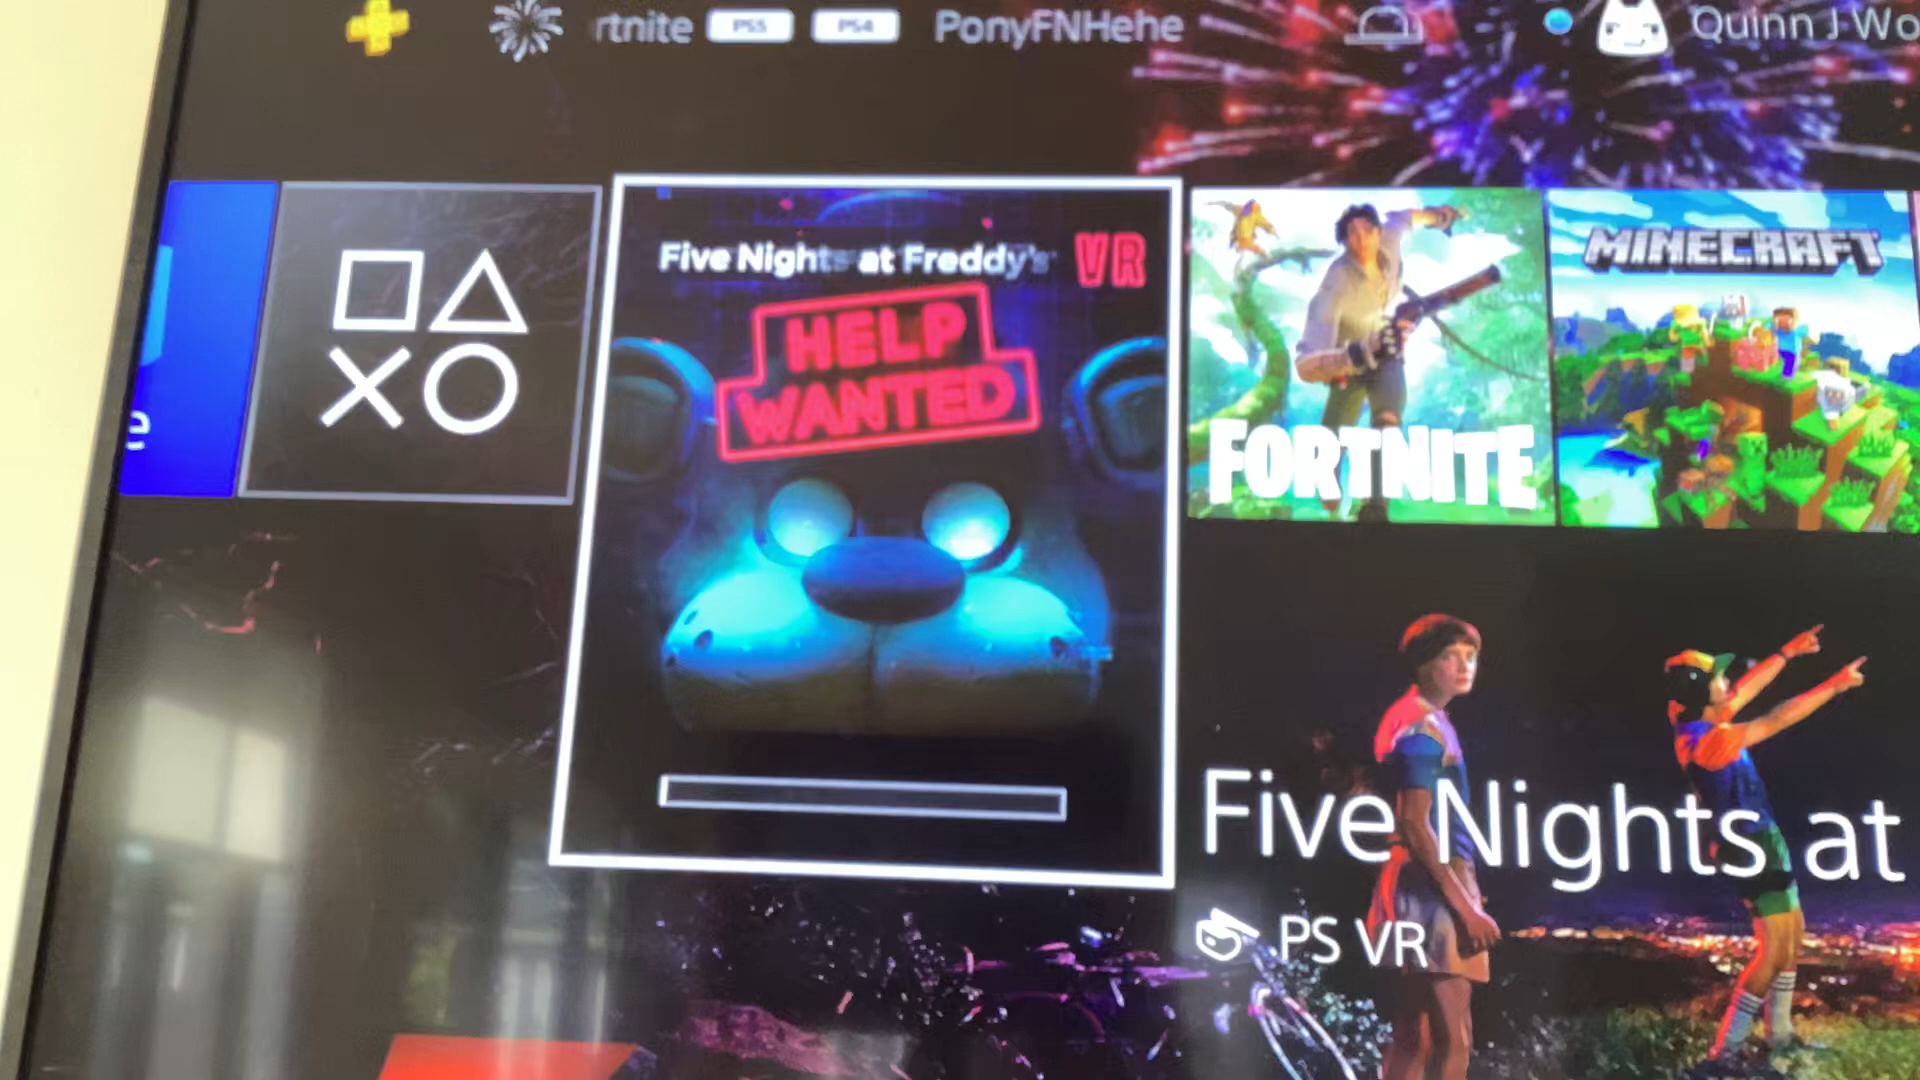 rtnite PS5 PS4 PonyFNHehe
Quinn J Wo
e
Five Nights at Freddy's VR
HELP
WANTED
FORTNITE
MINECRAFT
Five Nights at
PS VR